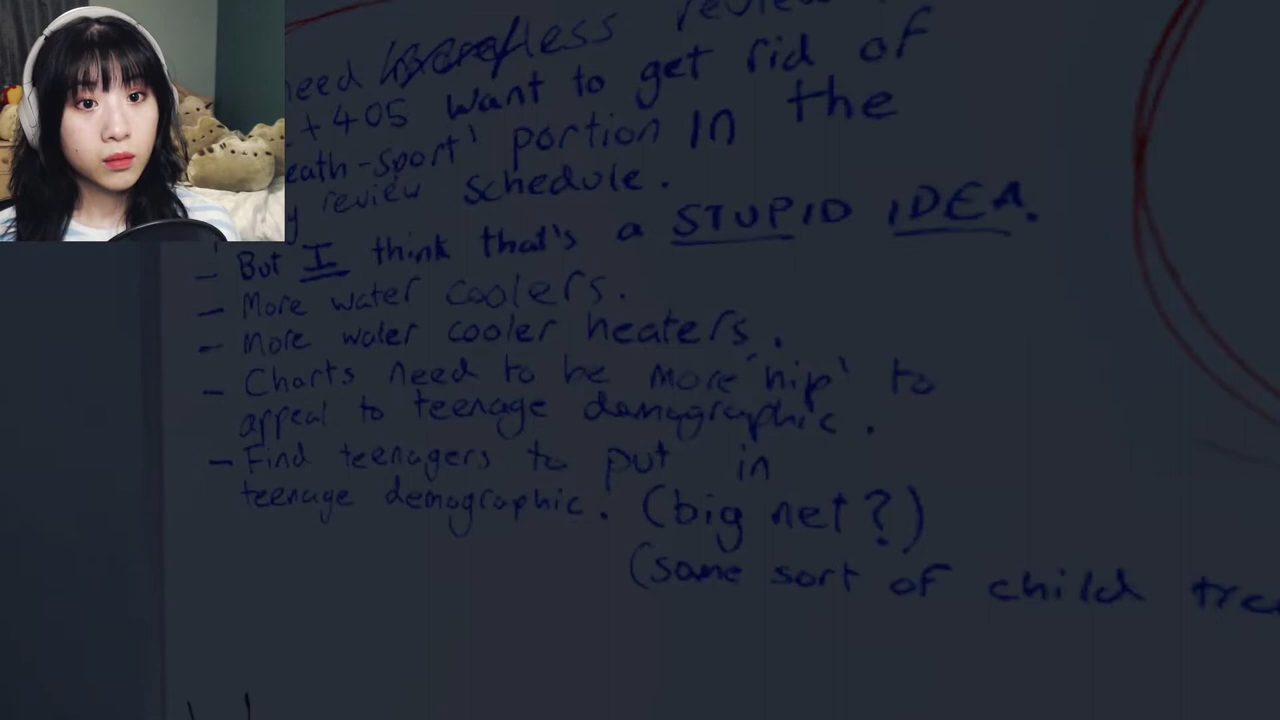 need less review
+ 405 want to get rid of
eath-sport' portion in the
y review schedule.
- But I think that's a STUPID IDEA.
- More water coolers.
- More water cooler heaters.
- Charts need to be more 'hip' to
appeal to teenage demographic.
- Find teenagers to put in
teenage demographic. (big net?)
(some sort of child tra